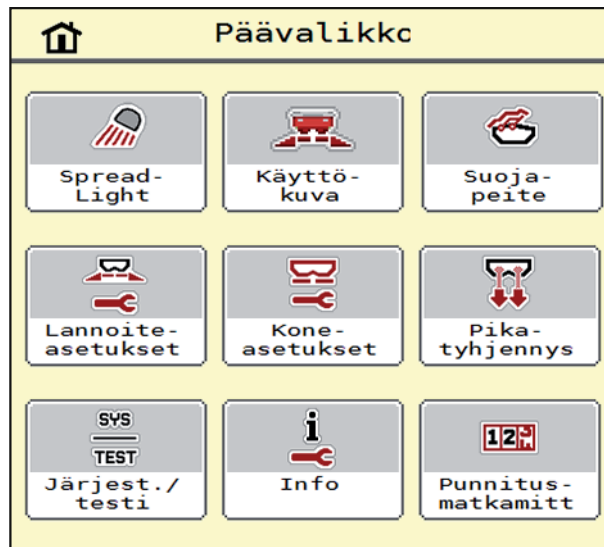 Päävalikko
Spread-
Light
Käyttö-
kuva
Suoja-
peite
Lannoite-
asetukset
Kone-
asetukset
Pika-
tyhjennys
SYS
TEST
Järjest./
testi
i
Info
12
Punnitus-
matkamitt